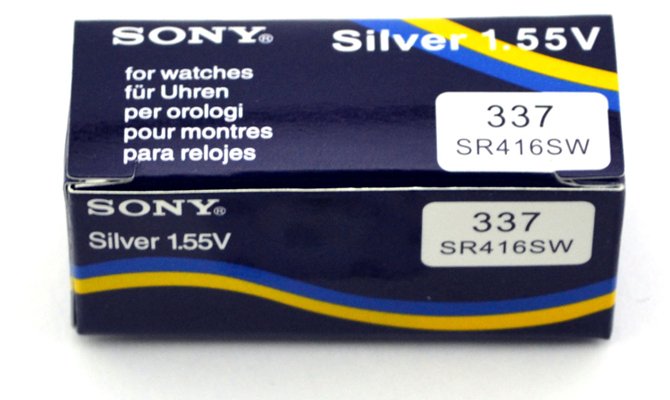 SONY®
Silver 1.55V
for watches
für Uhren
per orologi
pour montres
para relojes
337
SR416SW
SONY®
Silver 1.55V
337
SR416SW